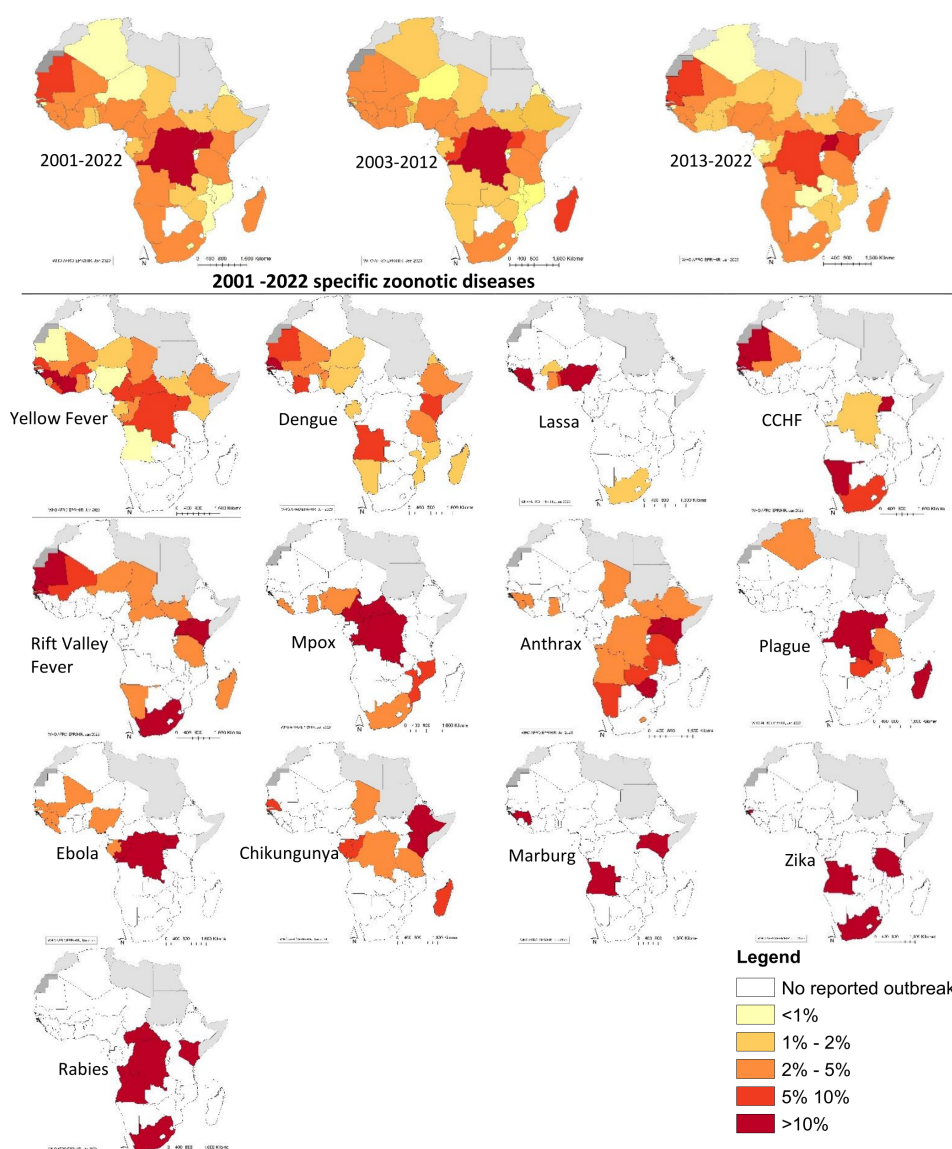 2001-2022
2003-2012
2013-2022
2001 -2022 specific zoonotic diseases
Yellow Fever
Dengue
Lassa
CCHF
Rift Valley
Fever
Mpox
Anthrax
Plague
Ebola
Chikungunya
Marburg
Zika
Rabies
Legend
No reported outbreak
<1%
1% - 2%
2% - 5%
5% 10%
>10%